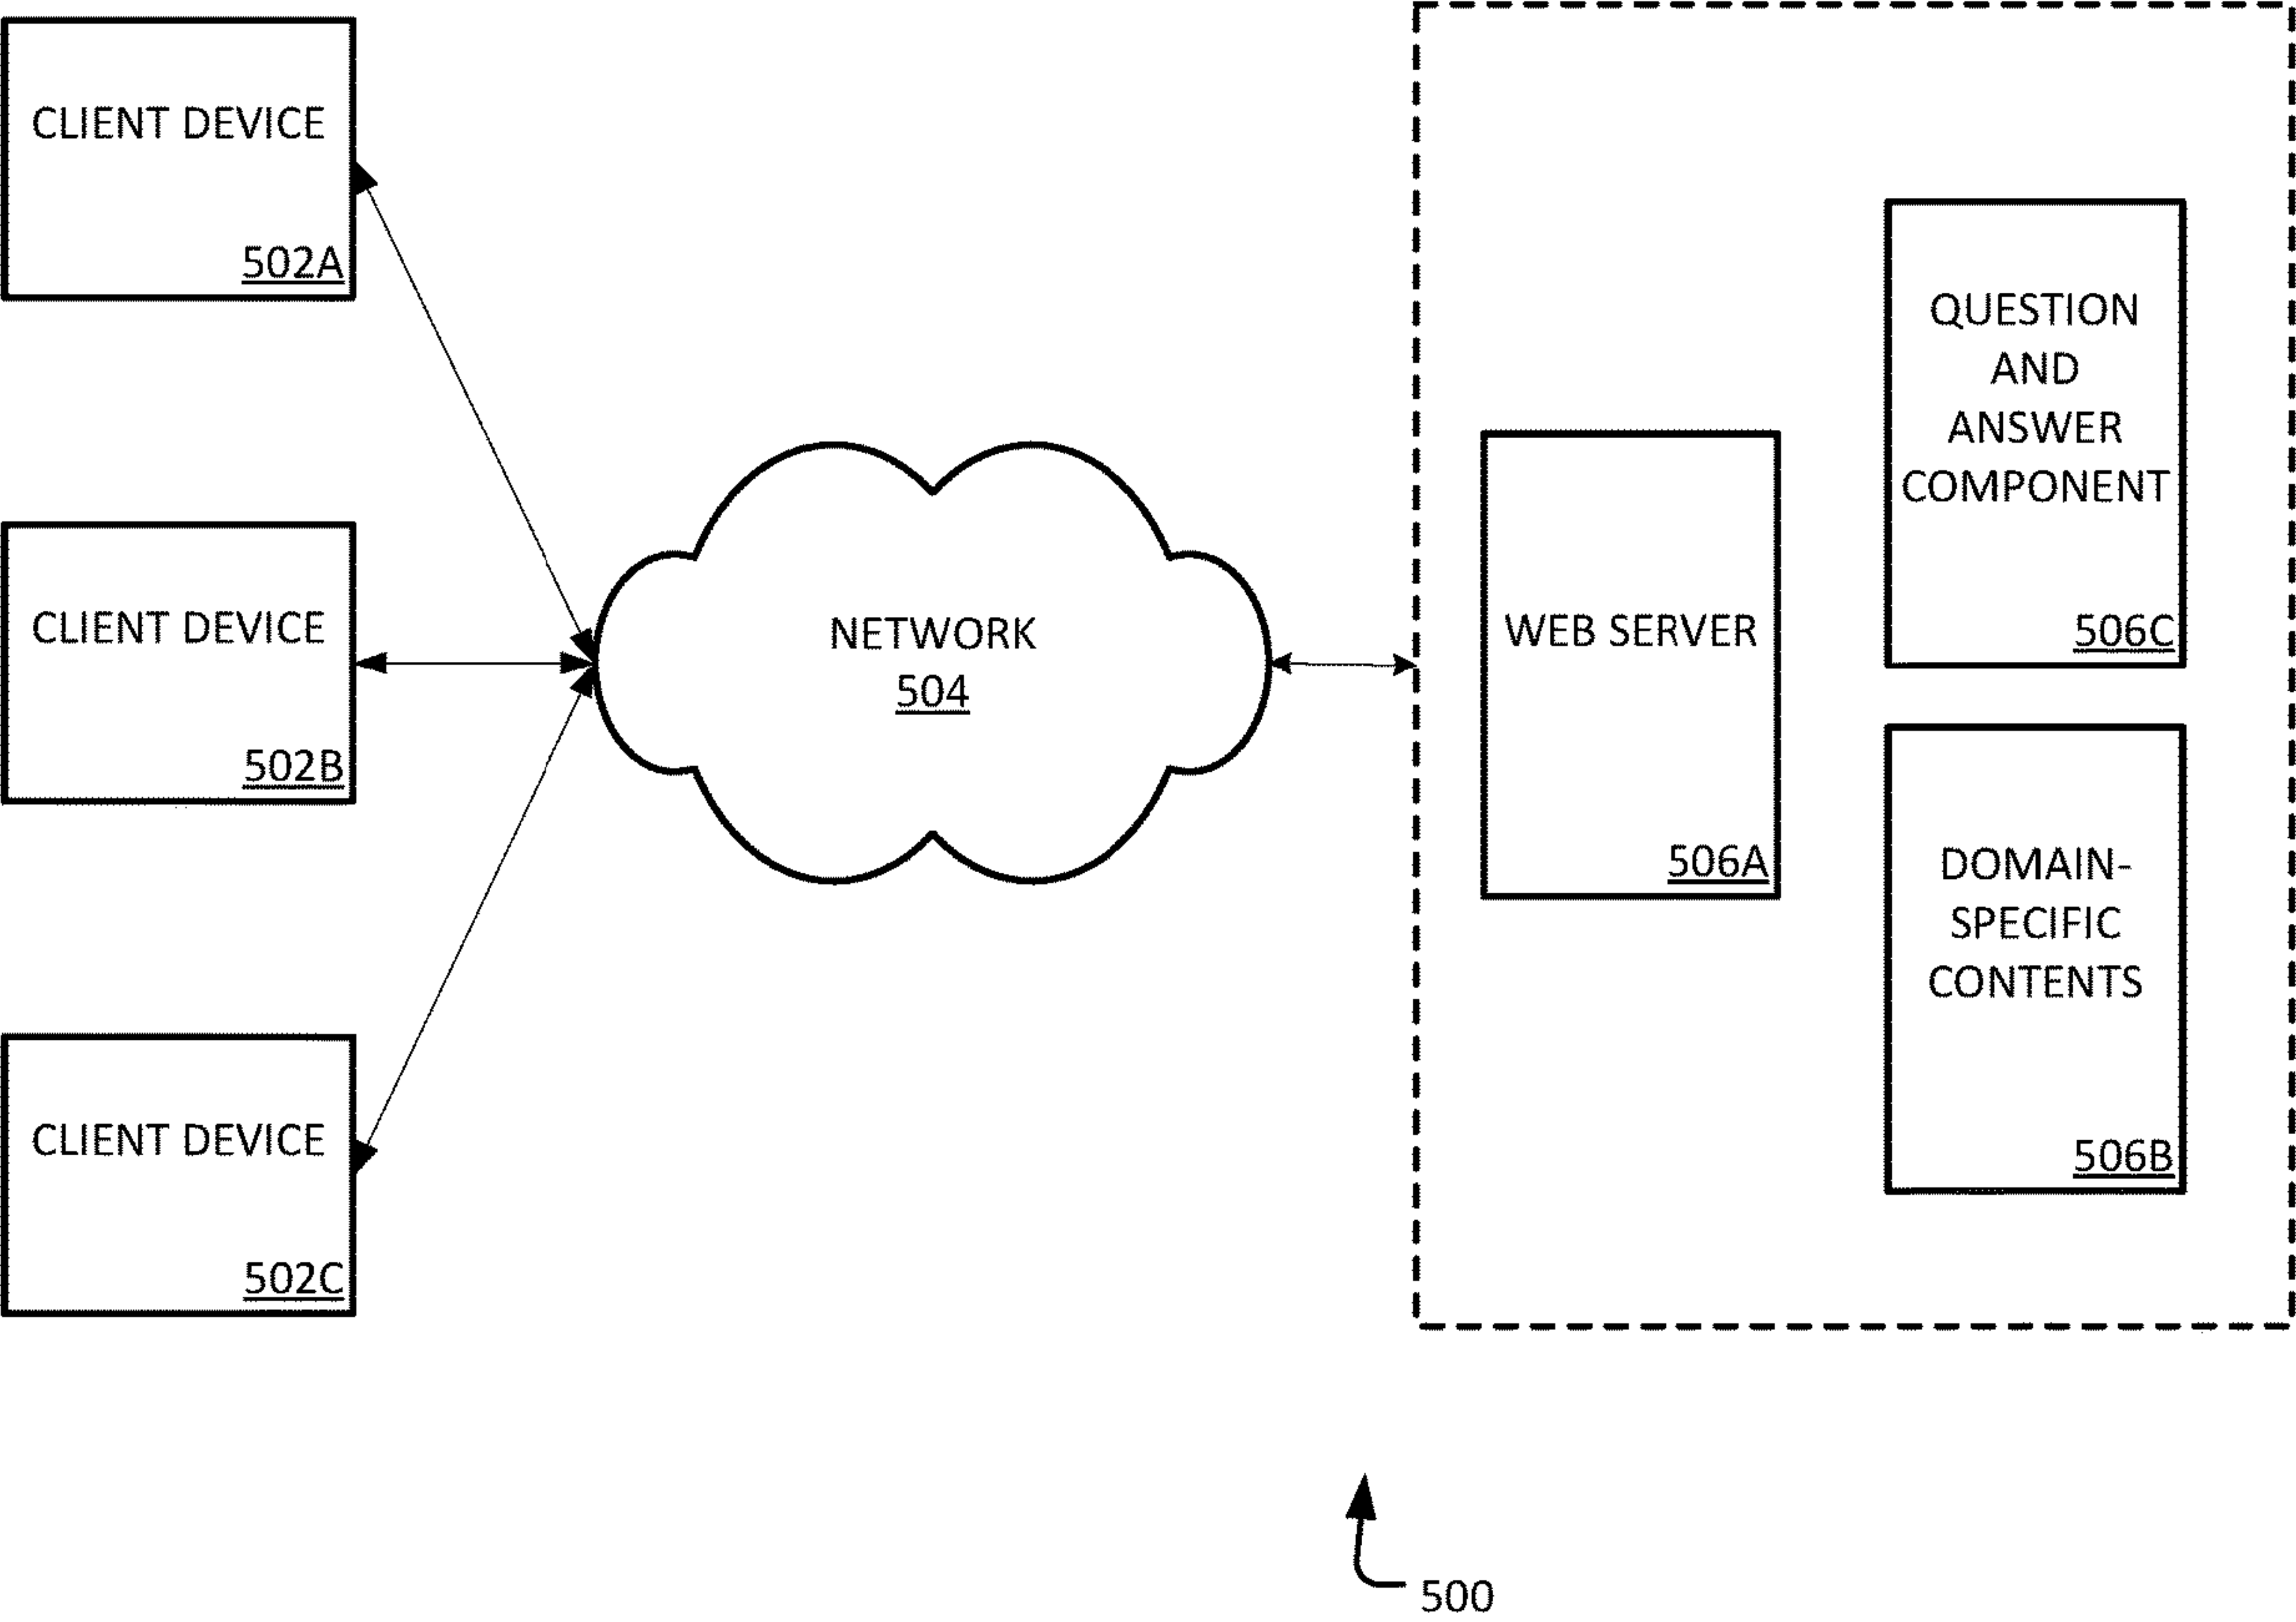 CLIENT DEVICE
502A
CLIENT DEVICE
502B
CLIENT DEVICE
502C
NETWORK
504
WEB SERVER
506A
QUESTION
AND
ANSWER
COMPONENT
506C
DOMAIN-
SPECIFIC
CONTENTS
506B
500